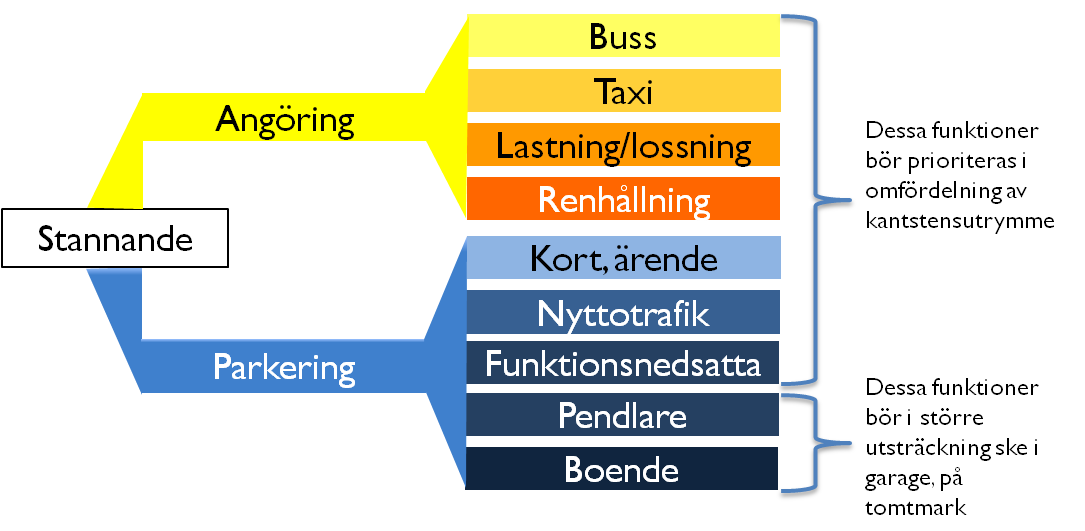 Stannande
Angöring
Buss
Taxi
Lastning/lossning
Renhållning
Parkering
Kort, ärende
Nyttotrafik
Funktionsnedsatta
Pendlare
Boende
Dessa funktioner
bör prioriteras i
omfördelning av
kantstensutrymme
Dessa funktioner
bör i större
utsträckning ske i
garage, på
tomtmark